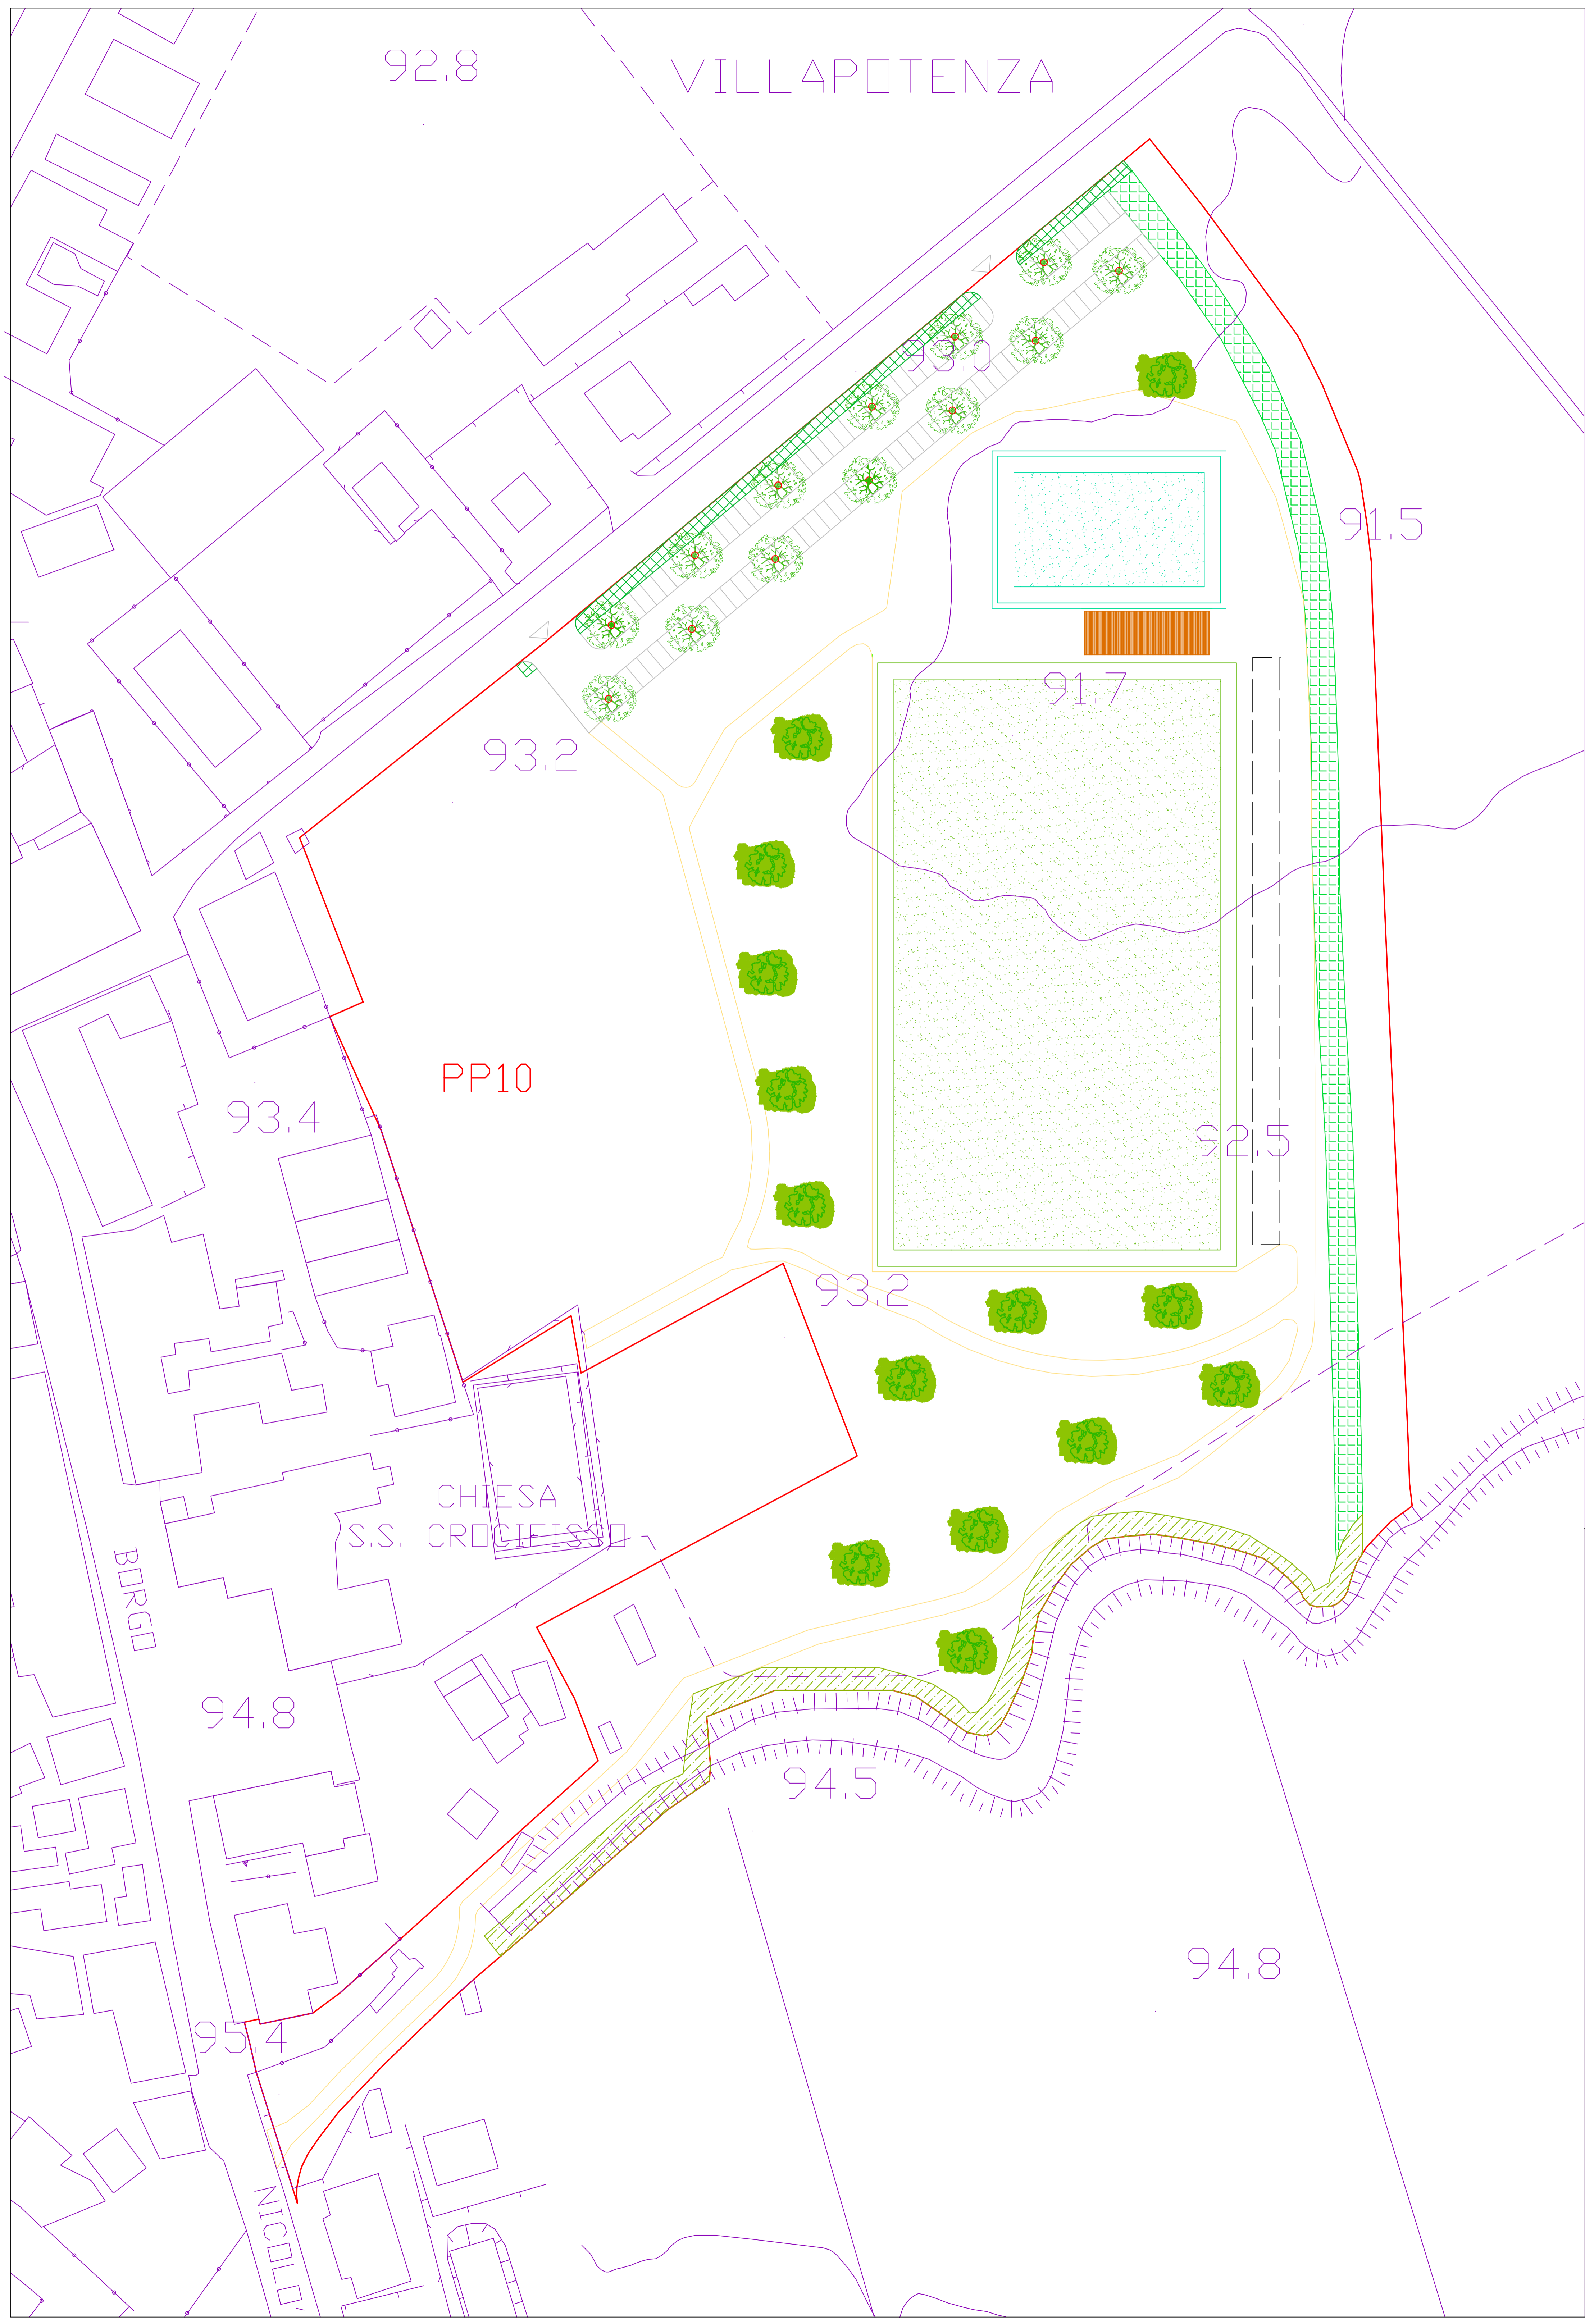 92.8
VILLAPOTENZA
93.0
91.5
91.7
93.2
PP10
93.4
92.5
93.2
CHIESA
S.S. CROCIFISSO
BORGO
94.8
94.5
94.8
95.4
NICOLO'